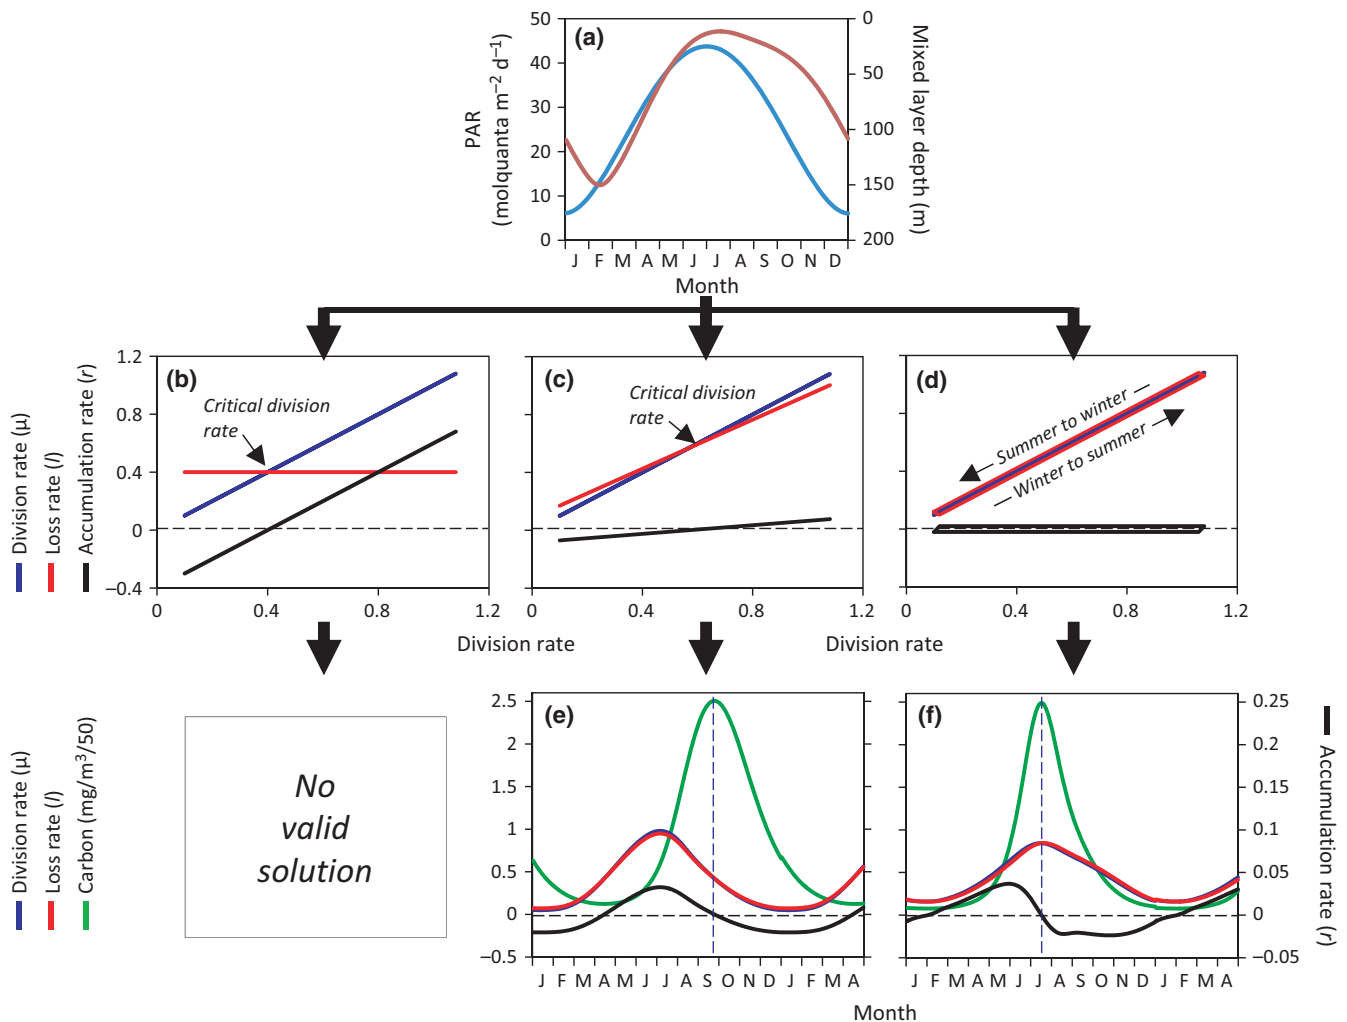 (a)
PAR
(molquanta m−2 d−1)
50
40
30
20
10
0
0
50
100
150
200
Mixed layer depth (m)
J F M A M J J A S O N D
Month
Division rate (μ)
Loss rate (l)
Accumulation rate (r)
(b)
Critical division
rate
1.2
0.8
0.4
0
−0.4
0 0.4 0.8 1.2
(c)
Critical division
rate
0 0.4 0.8 1.2
Division rate
(d)
Summer to winter
Winter to summer
0 0.4 0.8 1.2
Division rate
Division rate (μ)
Loss rate (l)
Carbon (mg/m3/50)
No
valid
solution
(e)
2.5
2
1.5
1
0.5
0
−0.5
J F M A M J J A S O N D J F M A
(f)
0.25
0.20
0.15
0.10
0.05
0
−0.05
J F M A M J J A S O N D J F M A
Month
Accumulation rate (r)